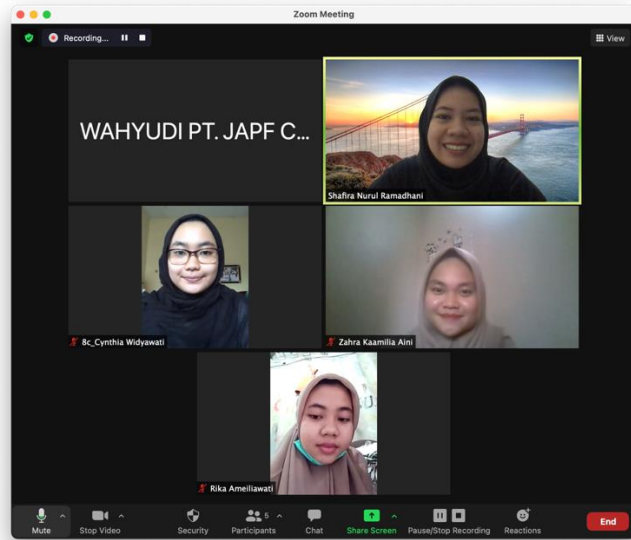 Zoom Meeting
Recording...
View
WAHYUDI PT. JAPF C...
Shafira Nurul Ramadhani
8c_Cynthia Widyawati
Zahra Kaamilia Aini
Rika Ameiliawati
Mute
Stop Video
Security
Participants
5
Chat
Share Screen
Pause/Stop Recording
Reactions
End